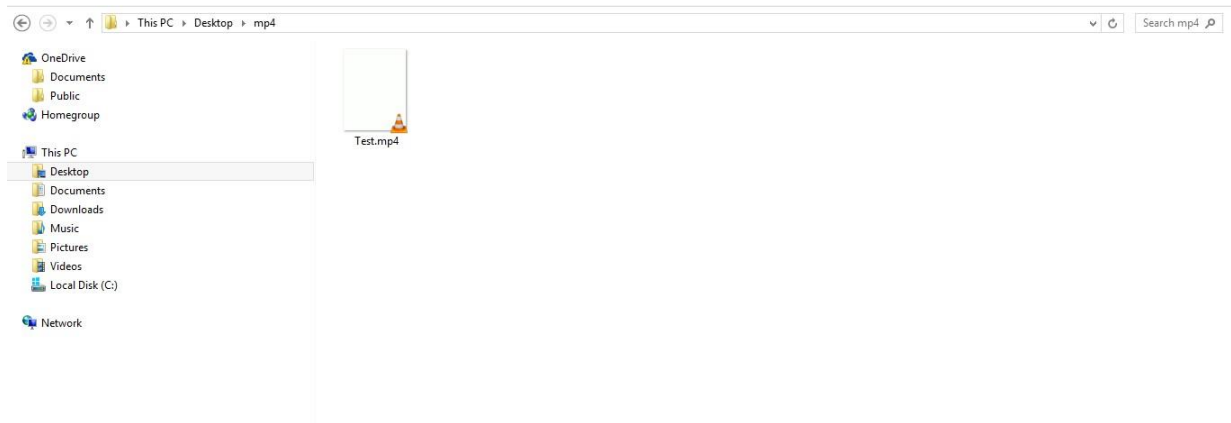 This PC Desktop mp4
Search mp4
OneDrive
Documents
Public
Homegroup
This PC
Desktop
Documents
Downloads
Music
Pictures
Videos
Local Disk (C:)
Network
Test.mp4